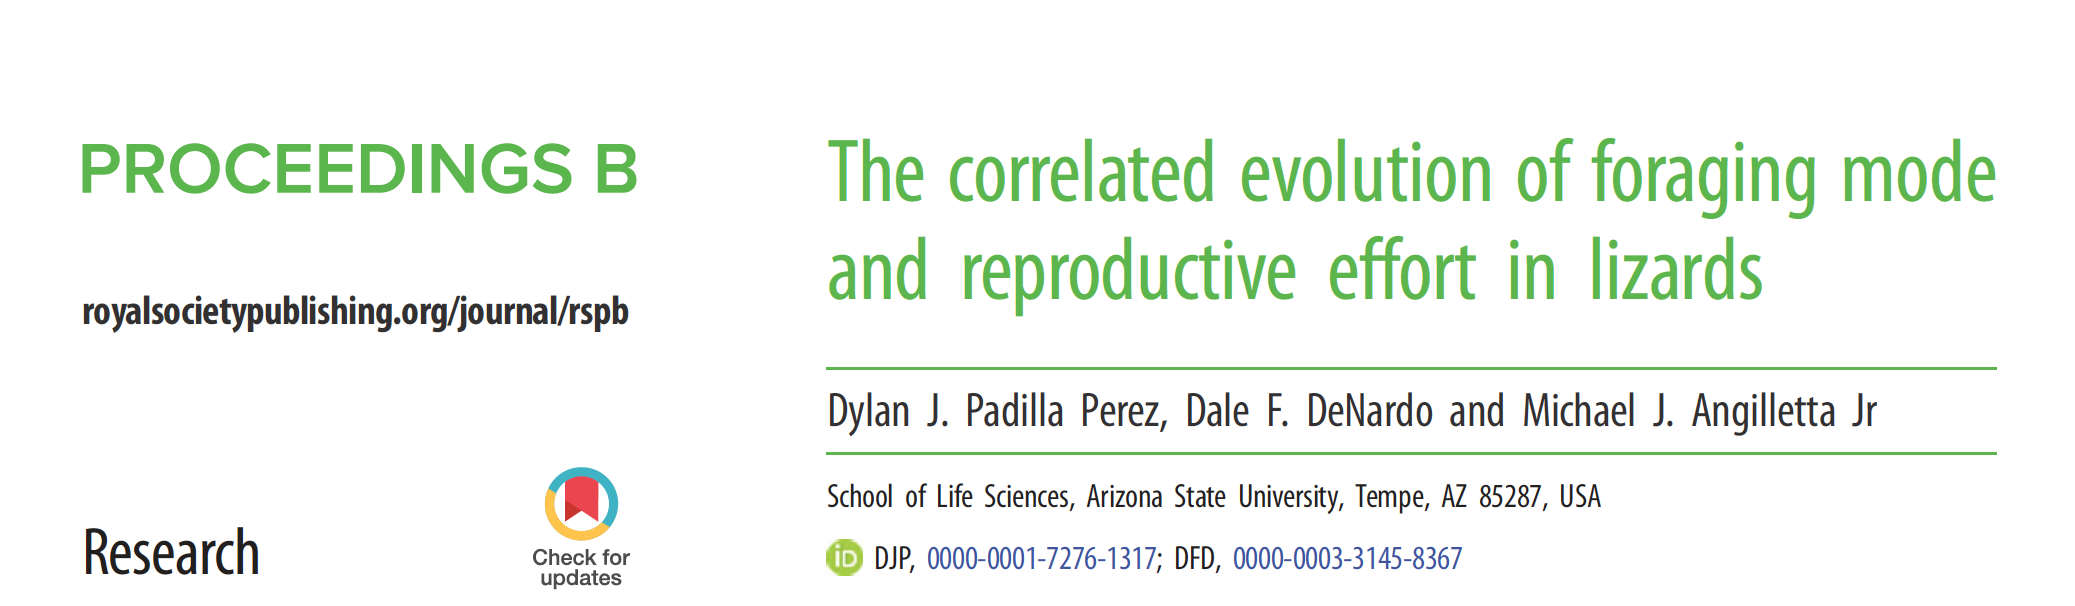 PROCEEDINGS B
royalsocietypublishing.org/journal/rspb
Research
Check for
updates
The correlated evolution of foraging mode
and reproductive effort in lizards
Dylan J. Padilla Perez, Dale F. DeNardo and Michael J. Angilletta Jr
School of Life Sciences, Arizona State University, Tempe, AZ 85287, USA
iD DJP, 0000-0001-7276-1317; DFD, 0000-0003-3145-8367